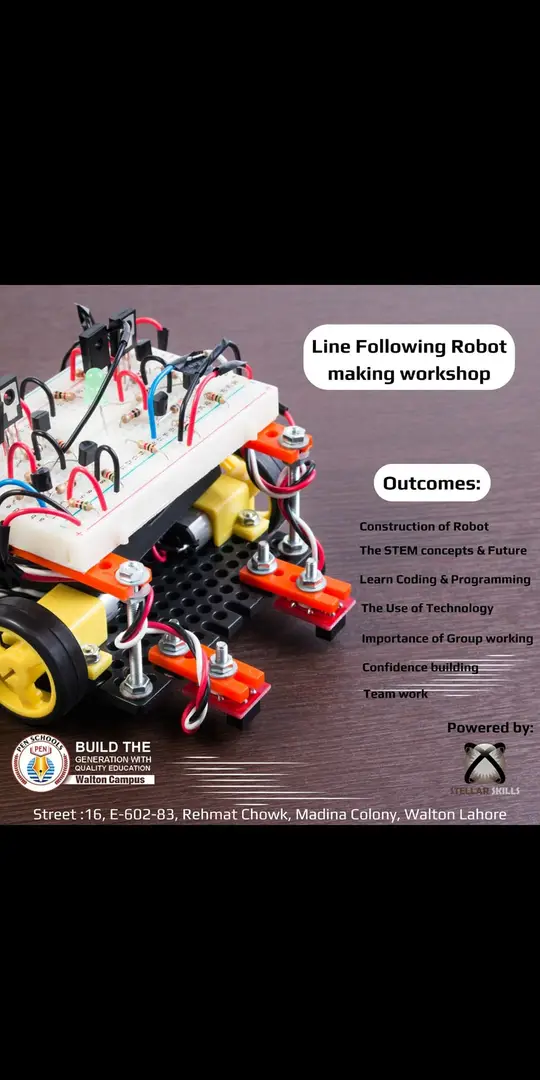 Line Following Robot
making workshop
Outcomes:
Construction of Robot
The STEM concepts & Future
Learn Coding & Programming
The Use of Technology
Importance of Group working
Confidence building
Team work
Powered by:
STELLAR SKILLS
PEN SCHOOLS
PEN
BUILD THE
GENERATION WITH
QUALITY EDUCATION
Walton Campus
Street :16, E-602-83, Rehmat Chowk, Madina Colony, Walton Lahore